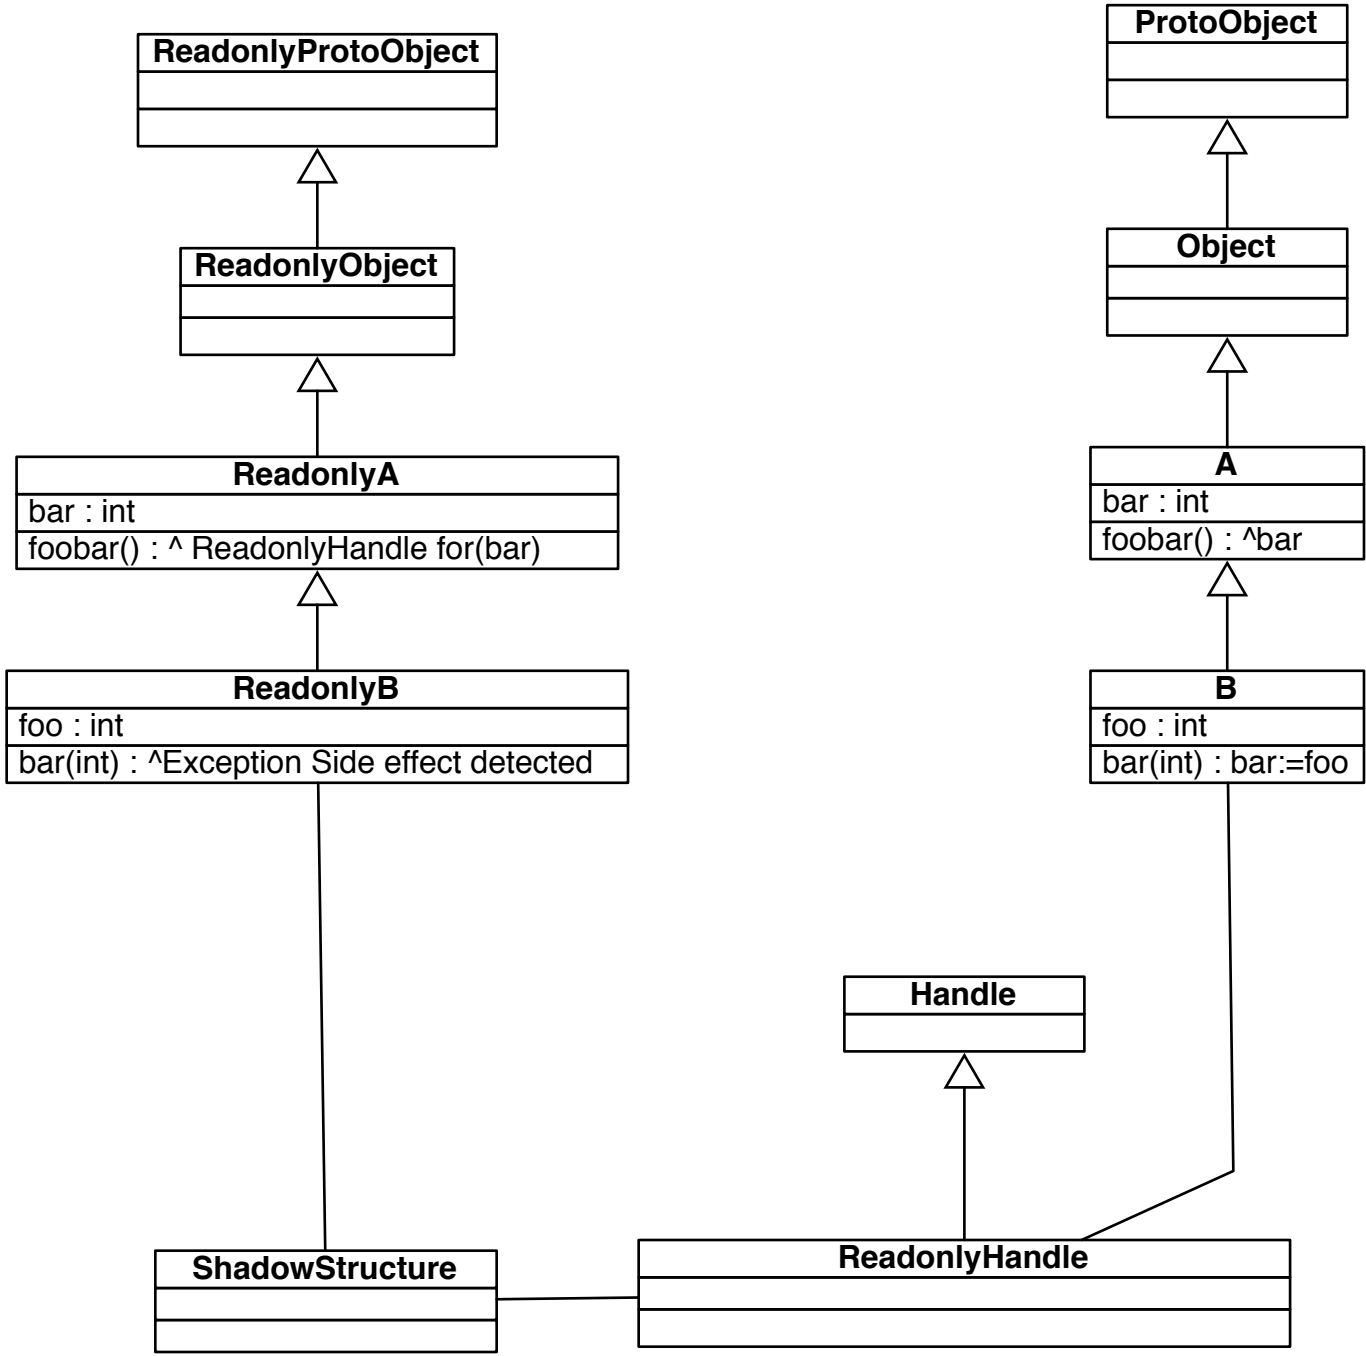 ReadonlyProtoObject
ProtoObject
ReadonlyObject
Object
ReadonlyA
bar : int
foobar() : ^ ReadonlyHandle for(bar)
A
bar : int
foobar() : ^bar
ReadonlyB
foo : int
bar(int) : ^Exception Side effect detected
B
foo : int
bar(int) : bar:=foo
Handle
ShadowStructure
ReadonlyHandle